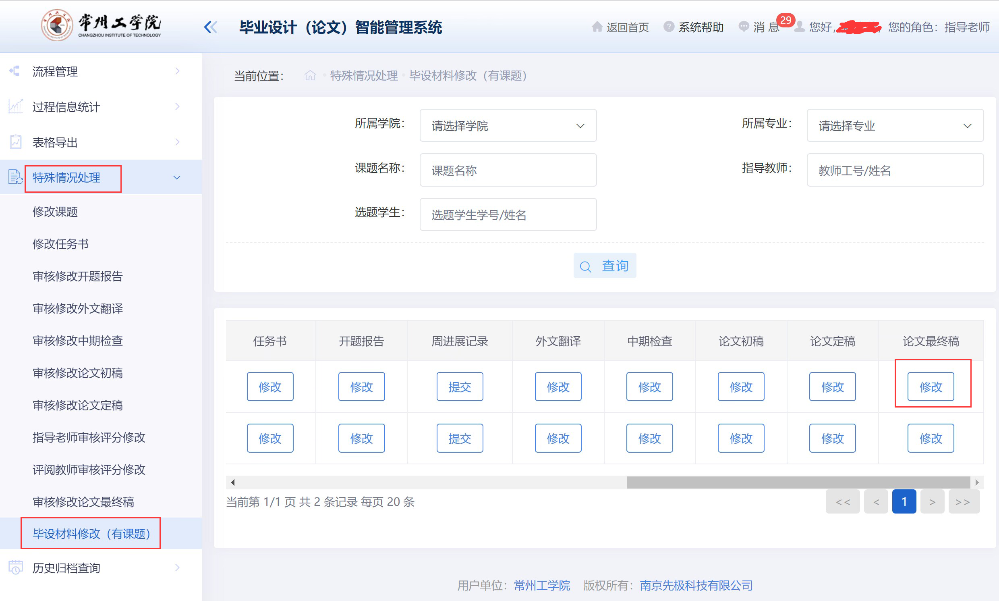 常州工学院
CHANGZHOU INSTITUTE OF TECHNOLOGY
毕业设计（论文）智能管理系统
返回首页 系统帮助 消 息 29 您好, 您的角色：指导老师
流程管理
过程信息统计
表格导出
特殊情况处理
修改课题
修改任务书
审核修改开题报告
审核修改外文翻译
审核修改中期检查
审核修改论文初稿
审核修改论文定稿
指导老师审核评分修改
评阅教师审核评分修改
审核修改论文最终稿
毕设材料修改（有课题）
历史归档查询
当前位置： 特殊情况处理 毕设材料修改（有课题）
所属学院： 请选择学院 所属专业： 请选择专业
课题名称： 课题名称 指导教师： 教师工号/姓名
选题学生： 选题学生学号/姓名
查询
任务书 开题报告 周进展记录 外文翻译 中期检查 论文初稿 论文定稿 论文最终稿
修改 修改 提交 修改 修改 修改 修改 修改
修改 修改 提交 修改 修改 修改 修改 修改
当前第 1/1 页 共 2 条记录 每页 20 条 << < 1 > >>
用户单位：常州工学院 版权所有：南京先极科技有限公司